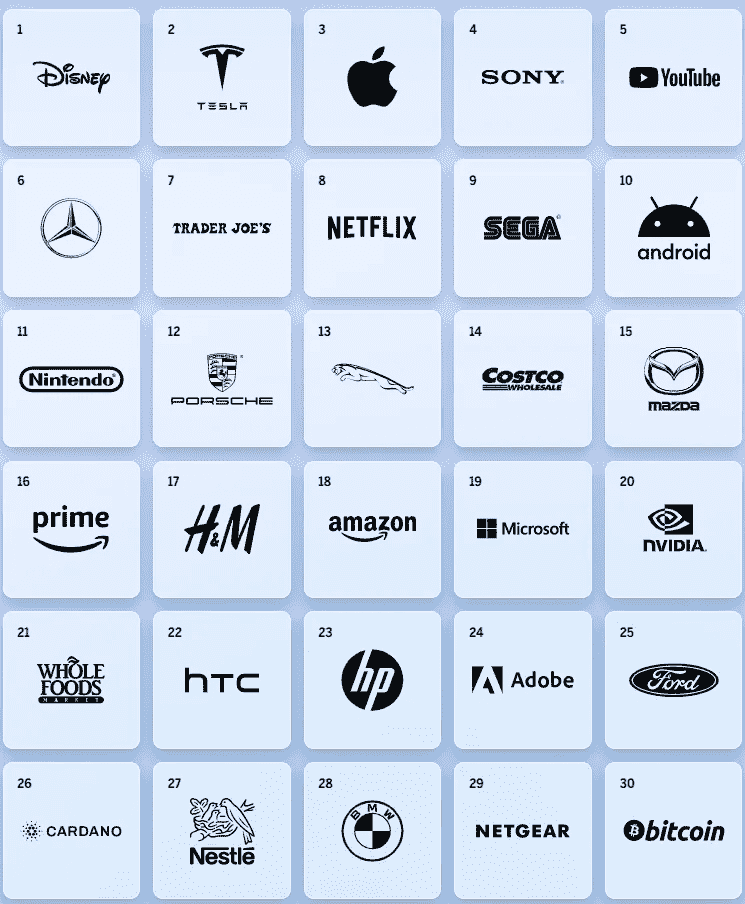 1
Disney
2
TESLA
3
4
SONY
5
YouTube
6
7
TRADER JOE'S
8
NETFLIX
9
SEGA®
10
android
11
Nintendo®
12
PORSCHE
®
PORSCHE
13
14
COSTCO
WHOLESALE
15
mazda
16
prime
17
H&M
18
amazon
19
Microsoft
20
NVIDIA.
21
WHOLE
FOODS
MARKET
22
hTC
23
hp
24
Adobe
25
Ford
26
CARDANO
27
Nestlé
28
BMW
29
NETGEAR
30
bitcoin